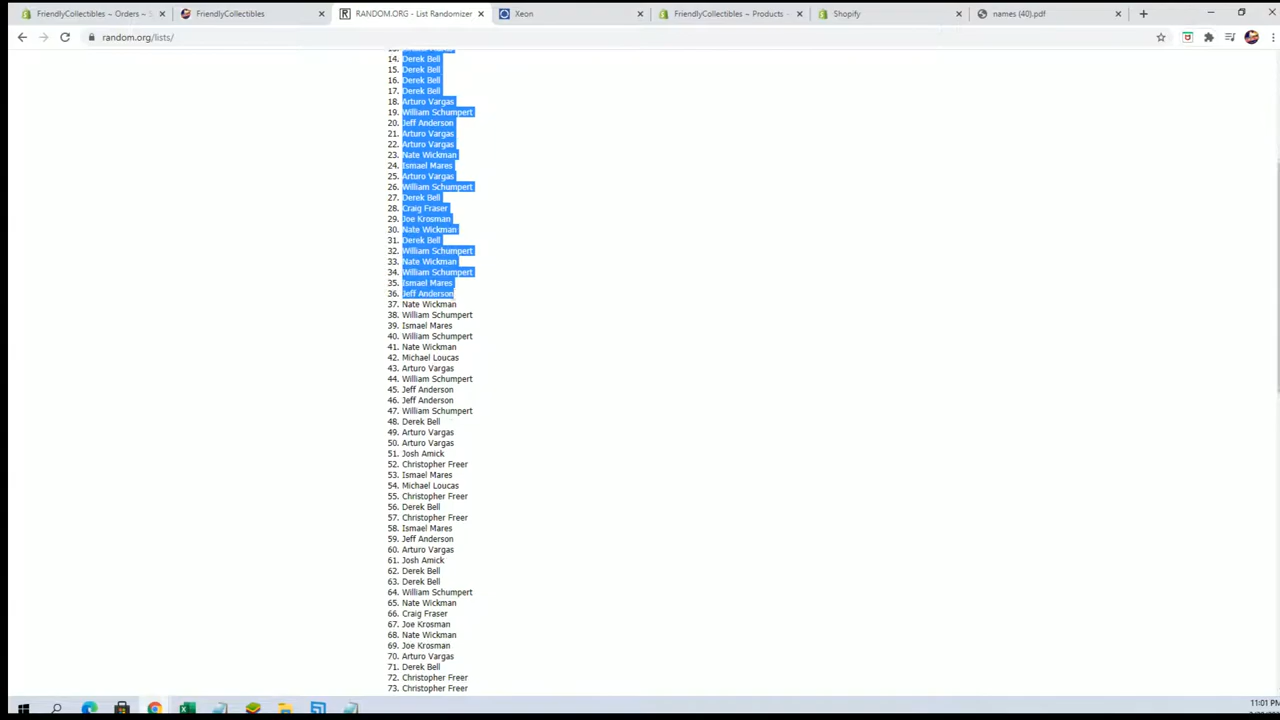 FriendlyCollectibles ~ Orders ~ S
FriendlyCollectibles
RANDOM.ORG - List Randomizer
Xeon
FriendlyCollectibles ~ Products ~
Shopify
names (40).pdf
random.org/lists/
14. Derek Bell
15. Derek Bell
16. Derek Bell
17. Derek Bell
18. Arturo Vargas
19. William Schumpert
20. Jeff Anderson
21. Arturo Vargas
22. Arturo Vargas
23. Nate Wickman
24. Ismael Mares
25. Arturo Vargas
26. William Schumpert
27. Derek Bell
28. Craig Fraser
29. Joe Krosman
30. Nate Wickman
31. Derek Bell
32. William Schumpert
33. Nate Wickman
34. William Schumpert
35. Ismael Mares
36. Jeff Anderson
37. Nate Wickman
38. William Schumpert
39. Ismael Mares
40. William Schumpert
41. Nate Wickman
42. Michael Loucas
43. Arturo Vargas
44. William Schumpert
45. Jeff Anderson
46. Jeff Anderson
47. William Schumpert
48. Derek Bell
49. Arturo Vargas
50. Arturo Vargas
51. Josh Amick
52. Christopher Freer
53. Ismael Mares
54. Michael Loucas
55. Christopher Freer
56. Derek Bell
57. Christopher Freer
58. Ismael Mares
59. Jeff Anderson
60. Arturo Vargas
61. Josh Amick
62. Derek Bell
63. Derek Bell
64. William Schumpert
65. Nate Wickman
66. Craig Fraser
67. Joe Krosman
68. Nate Wickman
69. Joe Krosman
70. Arturo Vargas
71. Derek Bell
72. Christopher Freer
73. Christopher Freer
11:01 PM